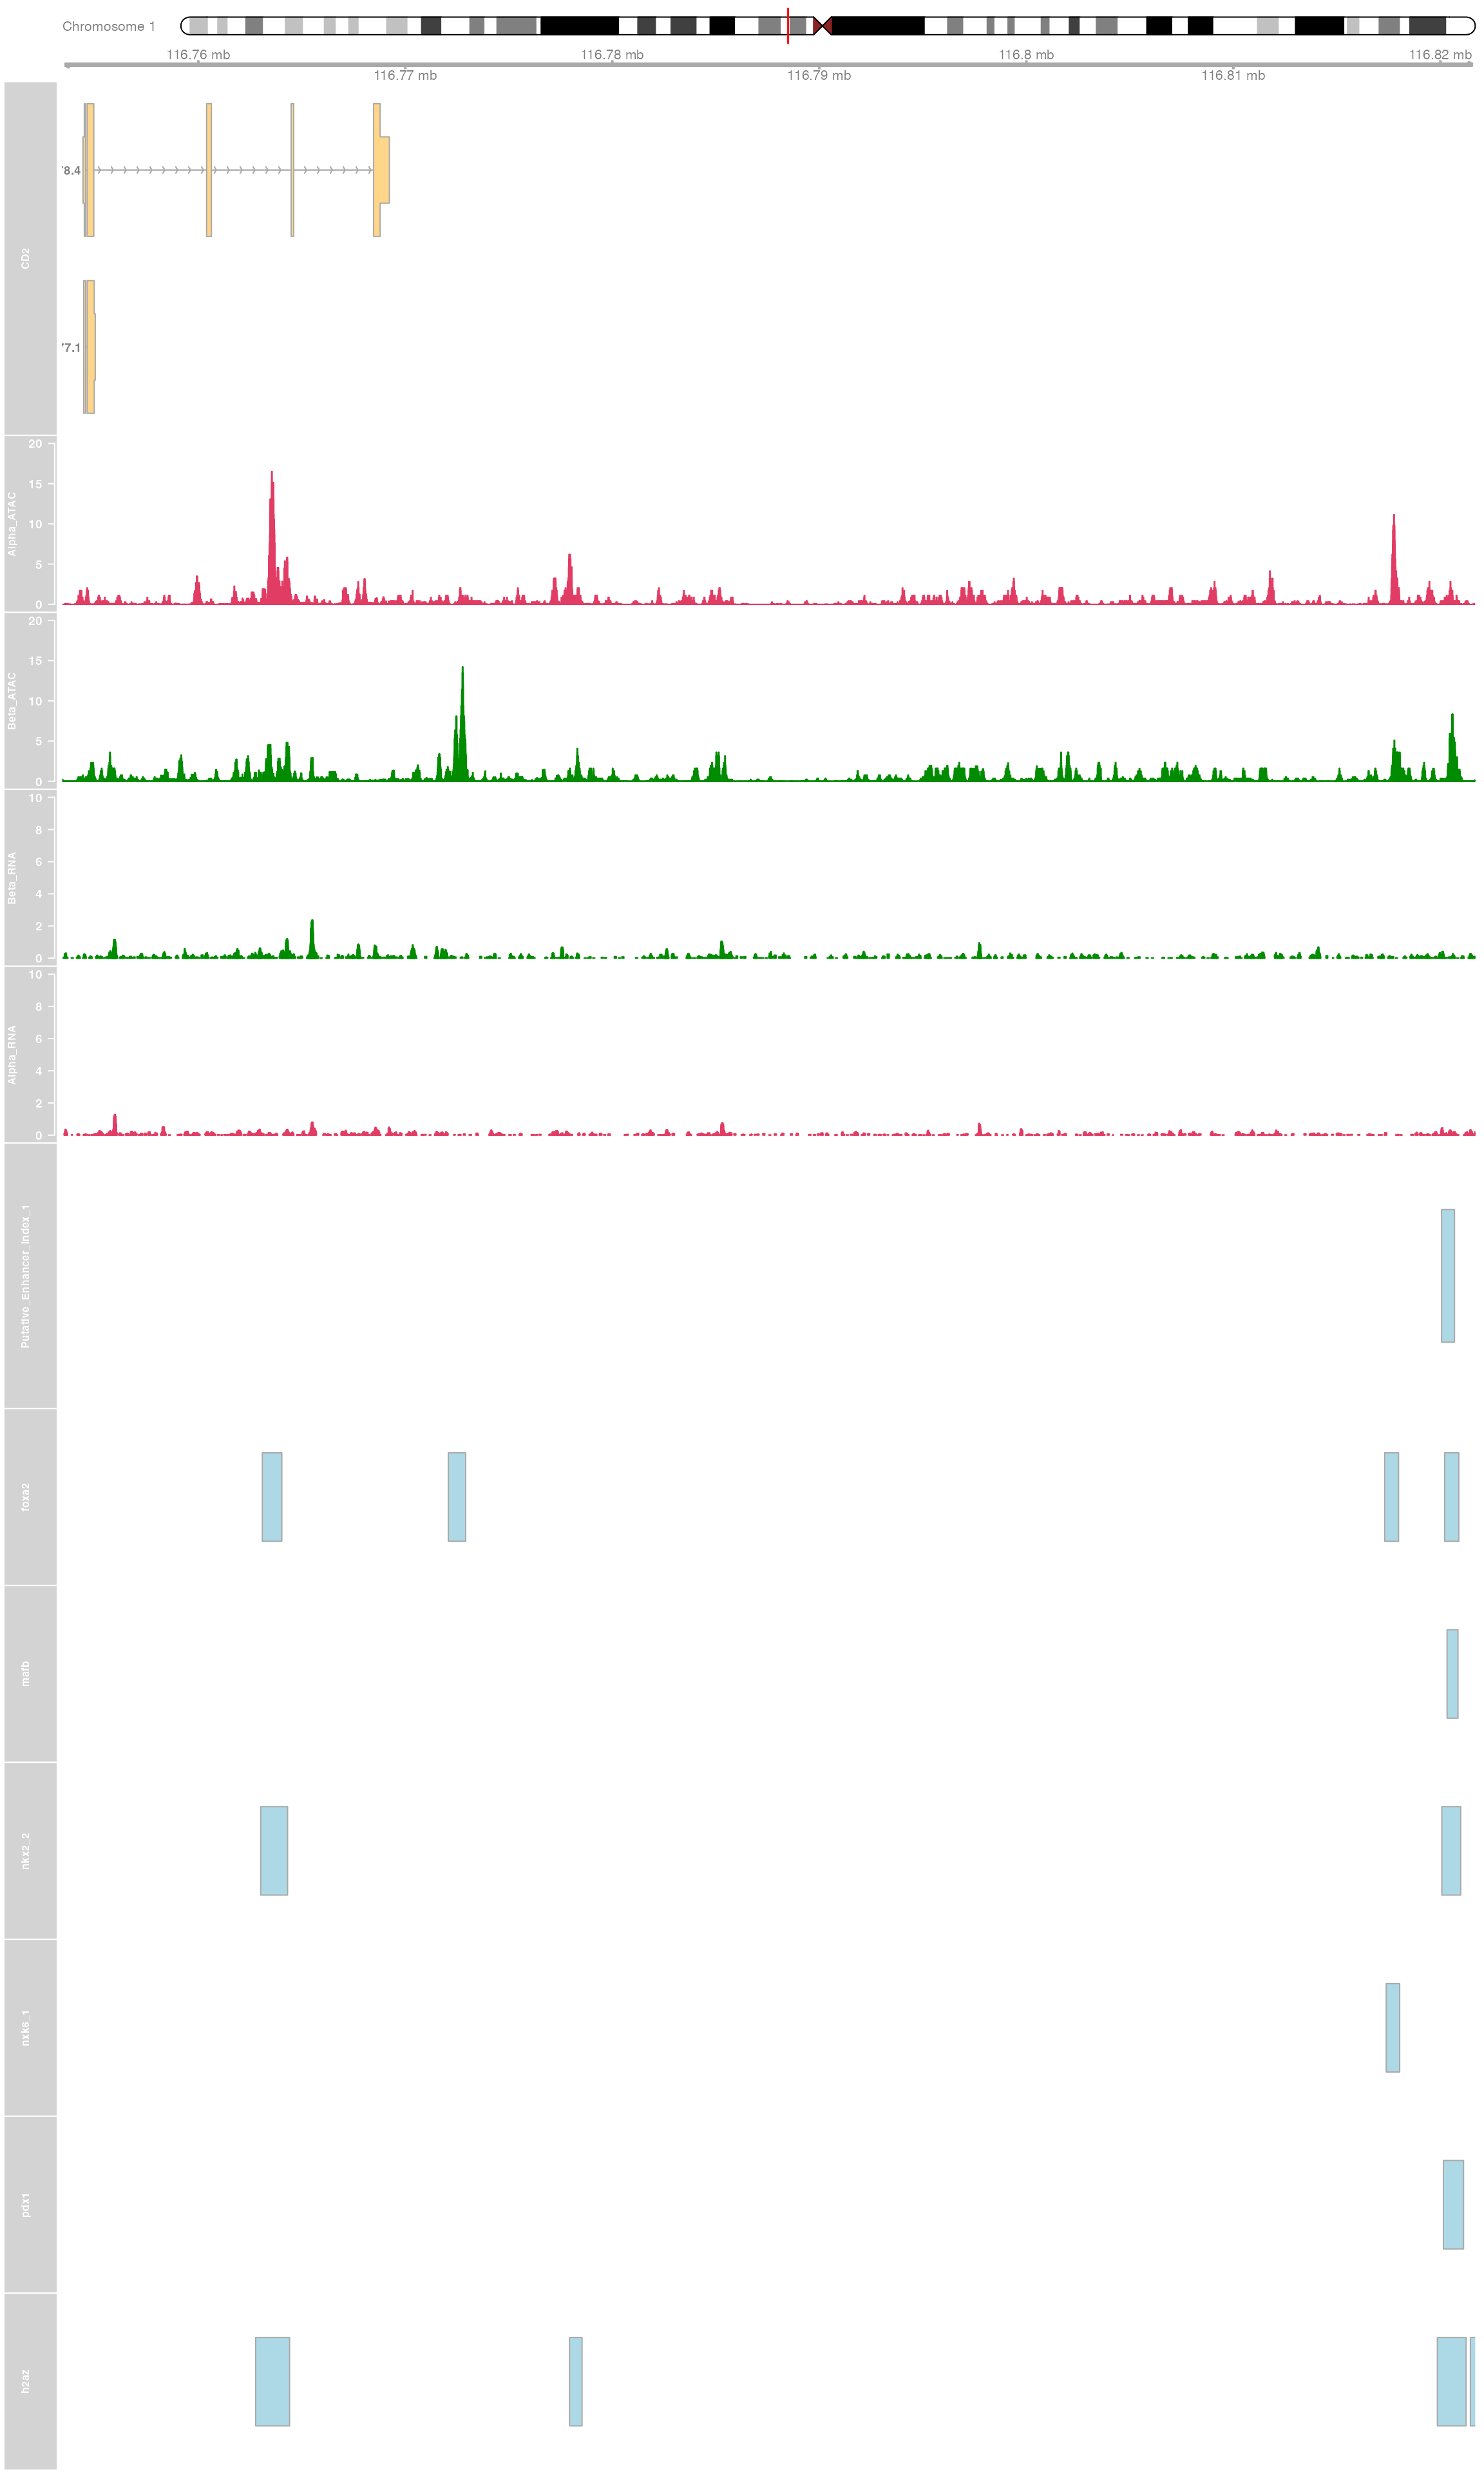 Chromosome 1
116.76 mb
116.78 mb
116.8 mb
116.82 mb
116.77 mb
116.79 mb
116.81 mb
CD2
8.4
7.1
Alpha_ATAC
20
15
10
5
0
Beta_ATAC
20
15
10
5
0
Beta_RNA
10
8
6
4
2
0
Alpha_RNA
10
8
6
4
2
0
Putative_Enhancer_Index_1
foxa2
mafb
nkx2_2
nxk6_1
pdx1
h2az